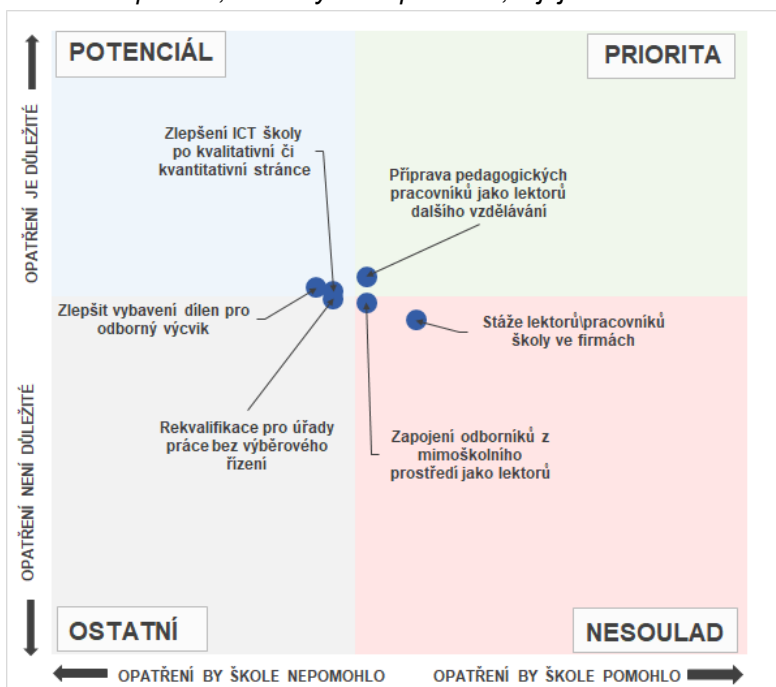 POTENCIÁL
PRIORITA
Zlepšení ICT školy
po kvalitativní či
kvantitativní stránce
Příprava pedagogických
pracovníků jako lektorů
dalšího vzdělávání
OPATŘENÍ JE DŮLEŽITÉ
Zlepšit vybavení dílen pro
odborný výcvik
Stáže lektorů\pracovníků
školy ve firmách
Rekvalifikace pro úřady
práce bez výběrového
řízení
Zapojení odborníků z
mimoškolního
prostředí jako lektorů
OPATŘENÍ NENÍ DŮLEŽITÉ
OSTATNÍ
NESOULAD
OPATŘENÍ BY ŠKOLE NEPOMOHLO
OPATŘENÍ BY ŠKOLE POMOHLO